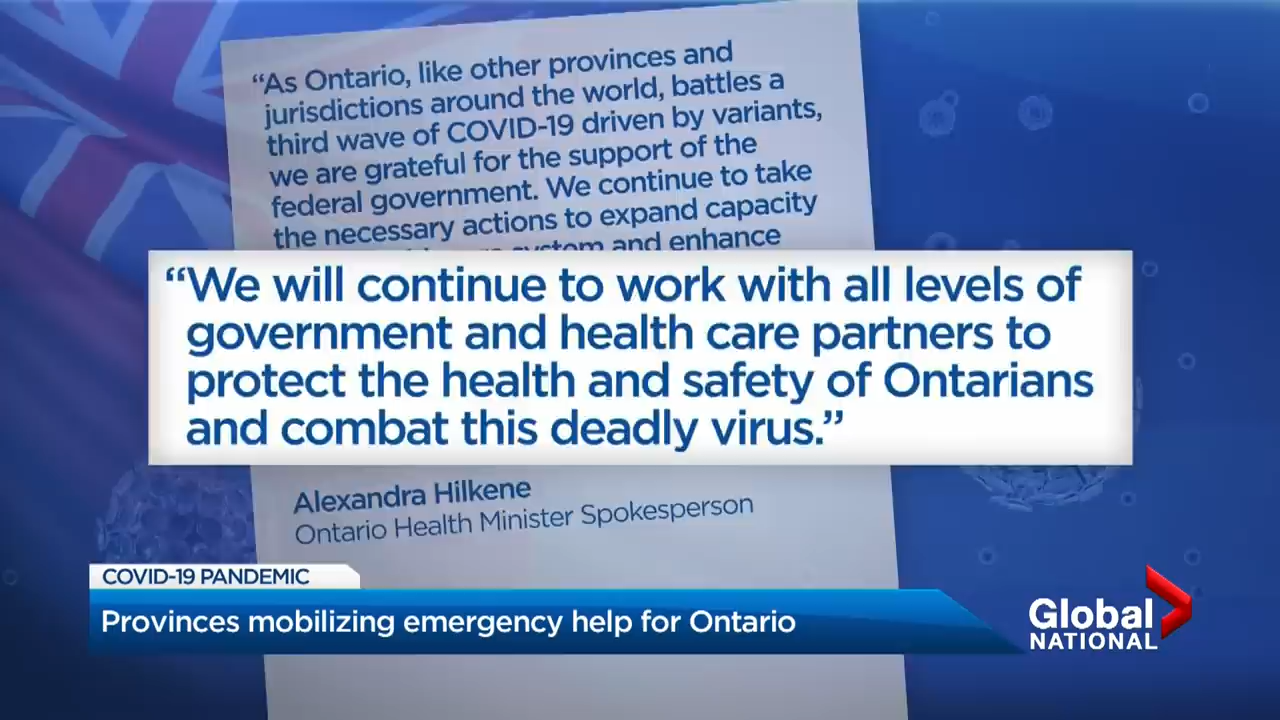 “As Ontario, like other provinces and
jurisdictions around the world, battles a
third wave of COVID-19 driven by variants,
we are grateful for the support of the
federal government. We continue to take
the necessary actions to expand capacity
system and enhance
“We will continue to work with all levels of
government and health care partners to
protect the health and safety of Ontarians
and combat this deadly virus.”
Alexandra Hilkene
Ontario Health Minister Spokesperson
COVID-19 PANDEMIC
Provinces mobilizing emergency help for Ontario
Global
NATIONAL